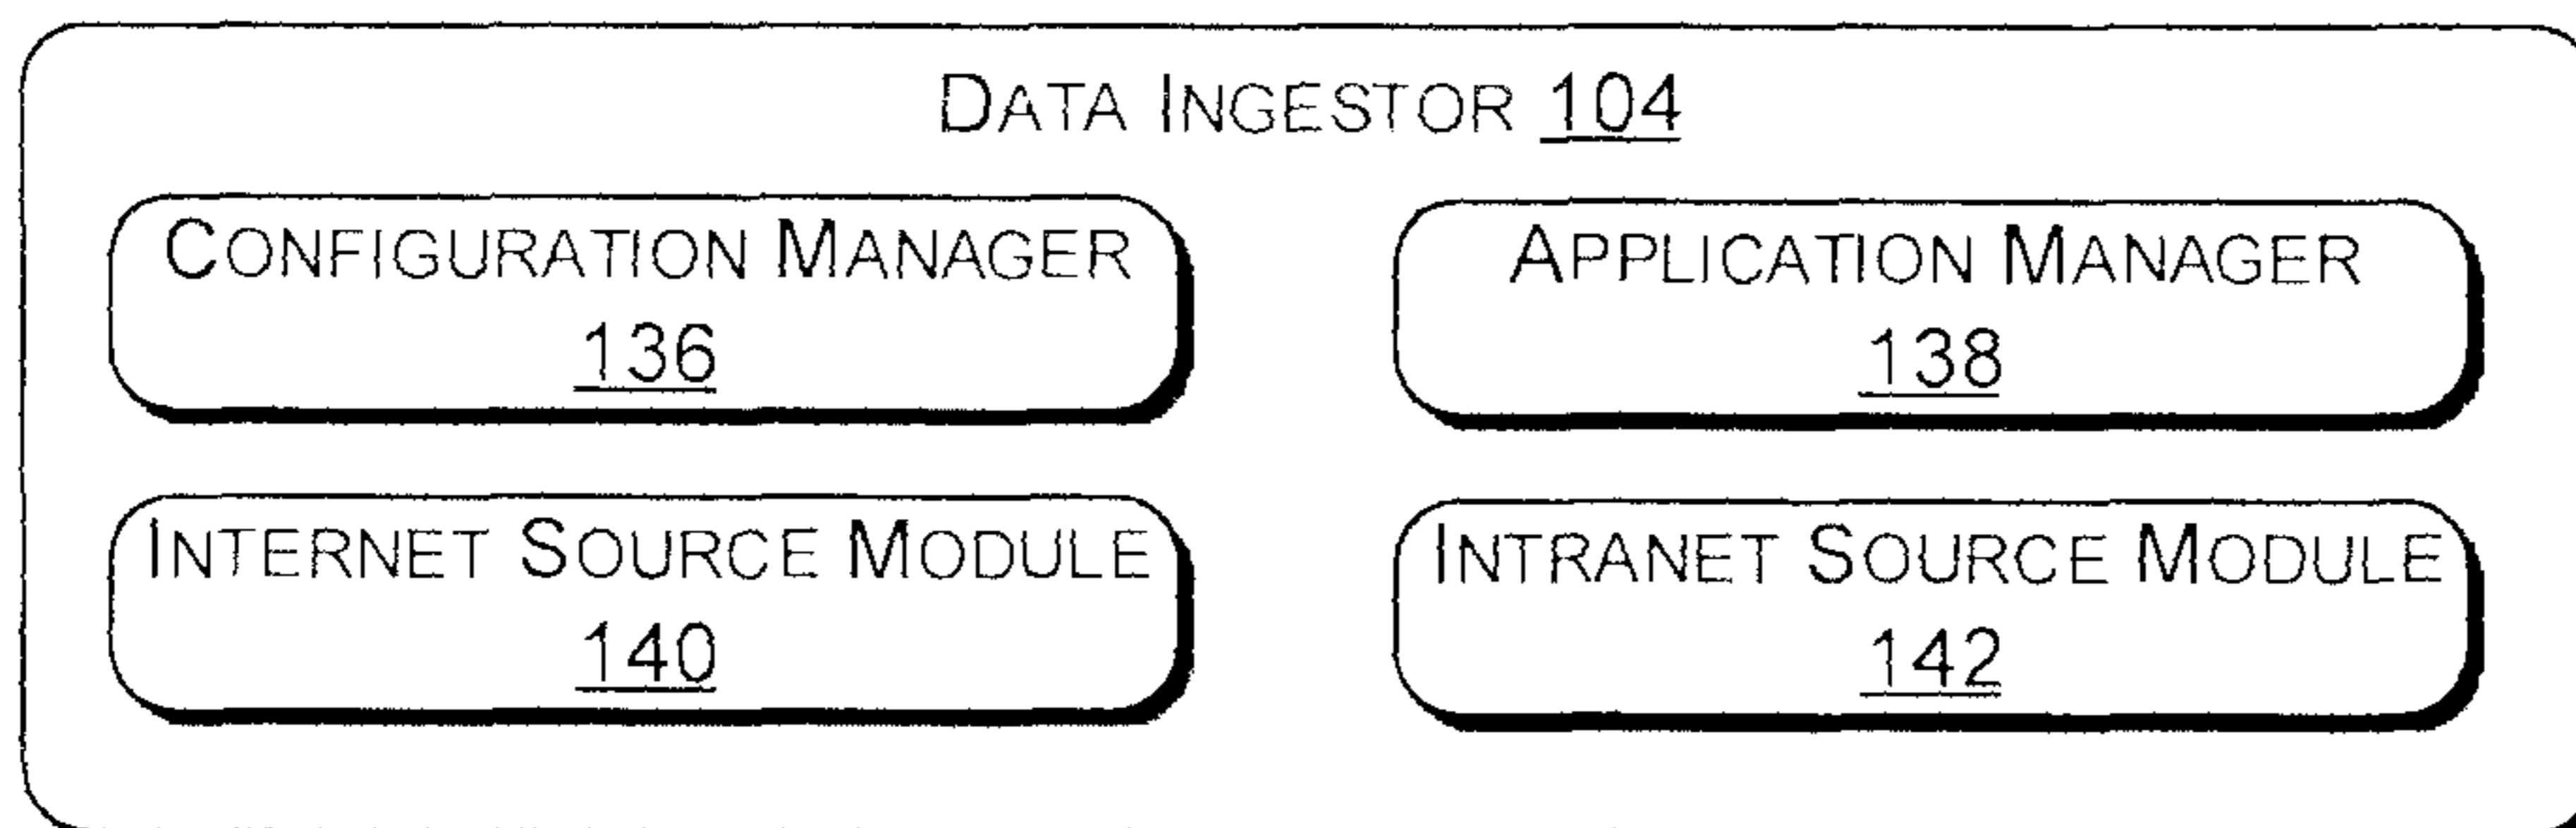 DATA INGESTOR 104
CONFIGURATION MANAGER
136
APPLICATION MANAGER
138
INTERNET SOURCE MODULE
140
INTRANET SOURCE MODULE
142